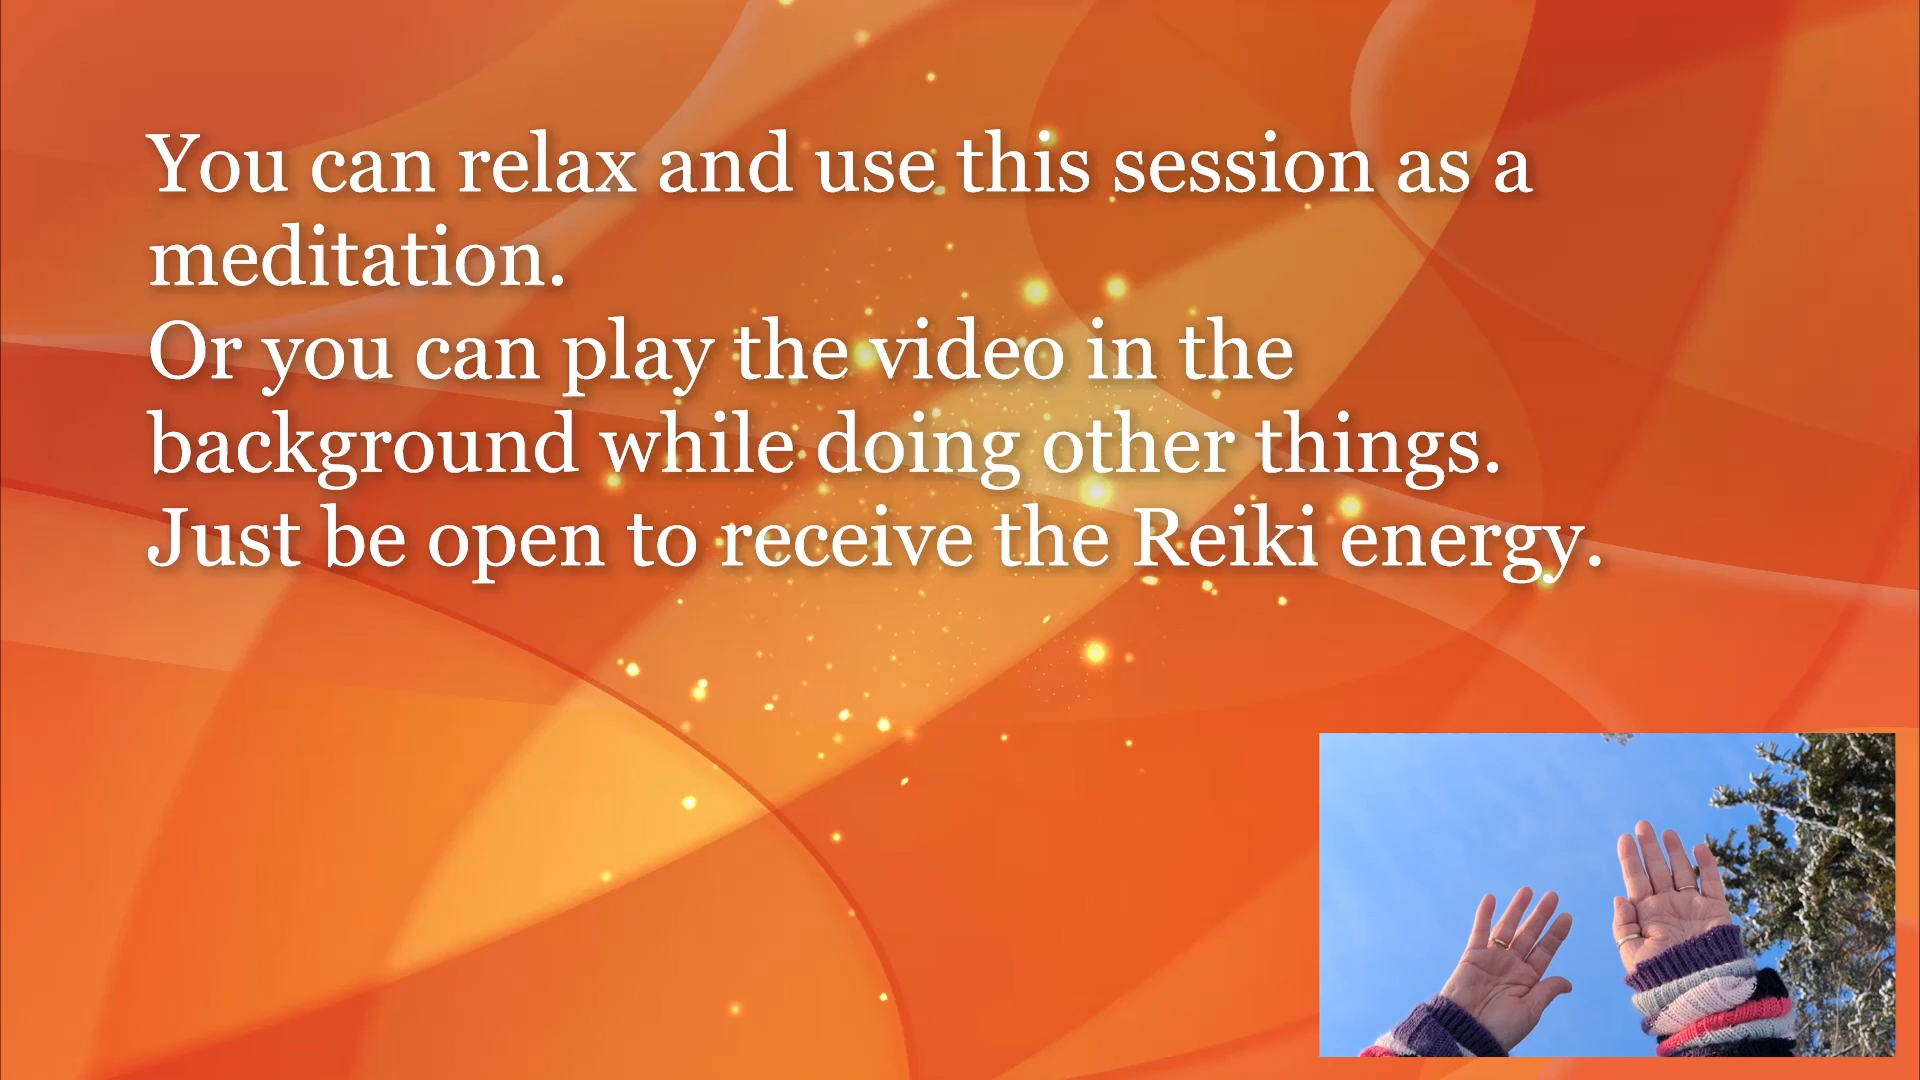 You can relax and use this session as a
meditation.
Or you can play the video in the
background while doing other things.
Just be open to receive the Reiki energy.